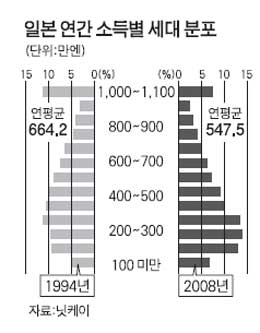 일본 연간 소득별 세대 분포
(단위:만엔)
15 10 5 0(%) (%)0 5 10 15
1,000~1,100
연평균 664.2
연평균 547.5
800~900
600~700
400~500
200~300
100 미만
1994년 2008년
자료:닛케이